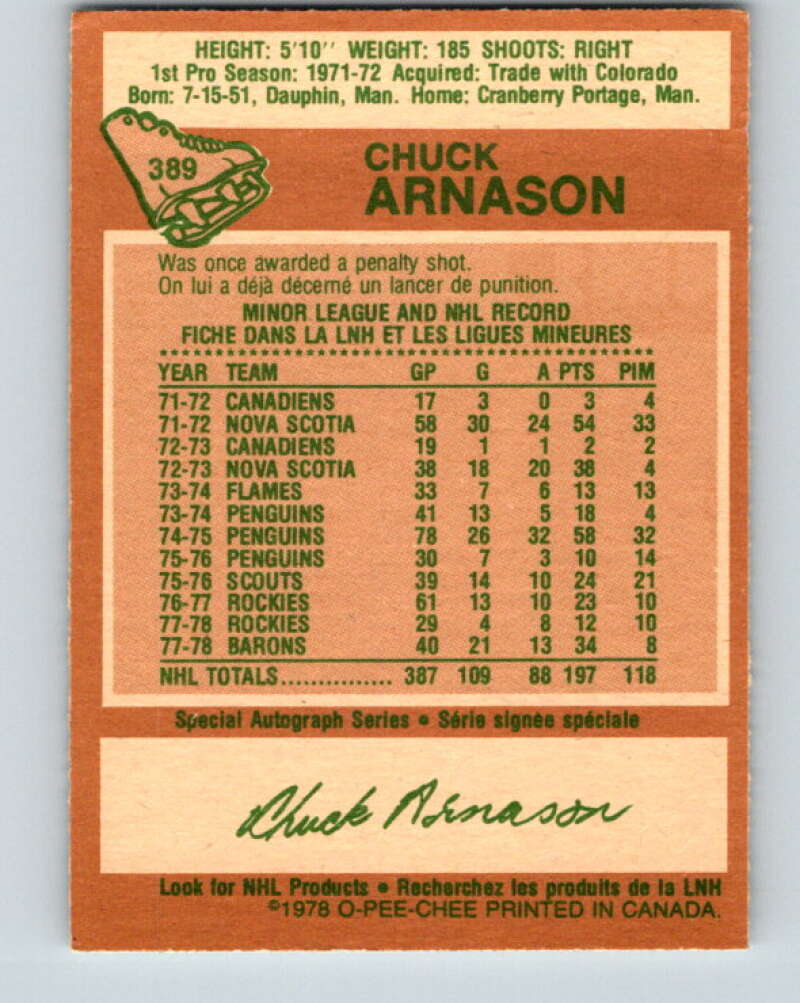 HEIGHT: 5'10'' WEIGHT: 185 SHOOTS: RIGHT
1st Pro Season: 1971-72 Acquired: Trade with Colorado
Born: 7-15-51, Dauphin, Man. Home: Cranberry Portage, Man.
389
CHUCK
ARNASON
Was once awarded a penalty shot.
On lui a déjà décerné un lancer de punition.
MINOR LEAGUE AND NHL RECORD
FICHE DANS LA LNH ET LES LIGUES MINEURES
YEAR TEAM GP G A PTS PIM
71-72 CANADIENS 17 3 0 3 4
71-72 NOVA SCOTIA 58 30 24 54 33
72-73 CANADIENS 19 1 1 2 2
72-73 NOVA SCOTIA 38 18 20 38 4
73-74 FLAMES 33 7 6 13 13
73-74 PENGUINS 41 13 5 18 4
74-75 PENGUINS 78 26 32 58 32
75-76 PENGUINS 30 7 3 10 14
75-76 SCOUTS 39 14 10 24 21
76-77 ROCKIES 61 13 10 23 10
77-78 ROCKIES 29 4 8 12 10
77-78 BARONS 40 21 13 34 8
NHL TOTALS............... 387 109 88 197 118
Special Autograph Series • Série signée spéciale
Chuck Arnason
Look for NHL Products • Recherchez les produits de la LNH
©1978 O-PEE-CHEE PRINTED IN CANADA.